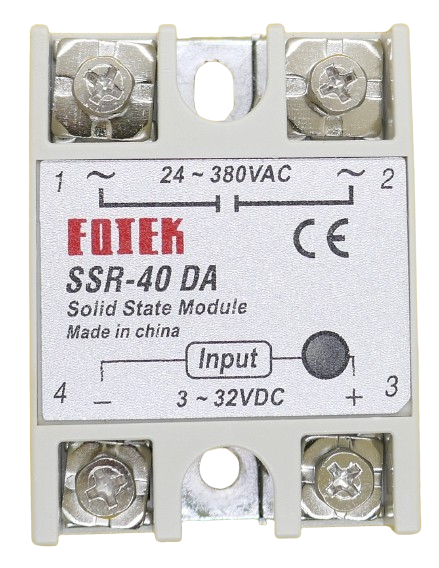 1 ~ 24 ~ 380VAC ~ 2
FOTEK CE
SSR-40 DA
Solid State Module
Made in china
Input
4 − 3 ~ 32VDC + 3